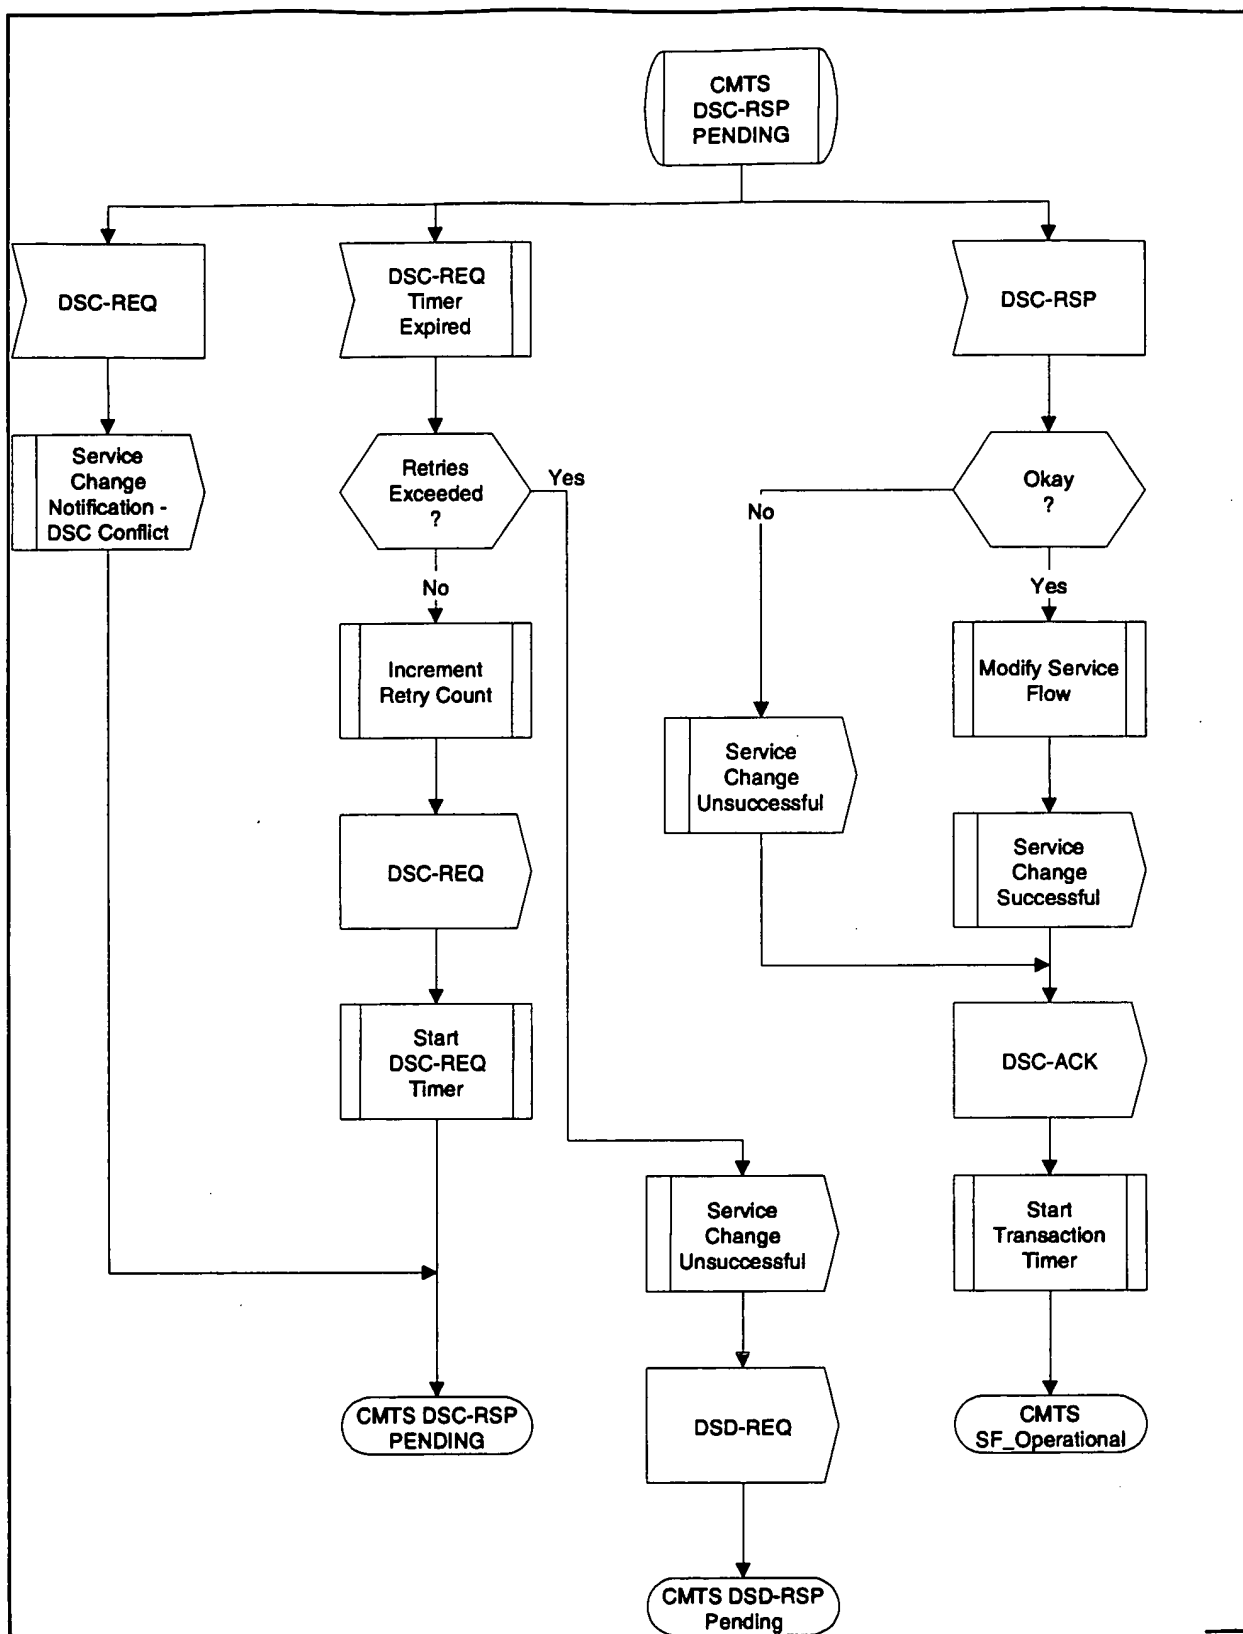 CMTS
DSC-RSP
PENDING
DSC-REQ
DSC-REQ
Timer
Expired
DSC-RSP
Service
Change
Notification -
DSC Conflict
Retries
Exceeded
?
Yes
No
Okay
?
No
Yes
Increment
Retry Count
Modify Service
Flow
Service
Change
Unsuccessful
DSC-REQ
Service
Change
Successful
Start
DSC-REQ
Timer
DSC-ACK
Service
Change
Unsuccessful
Start
Transaction
Timer
CMTS DSC-RSP
PENDING
DSD-REQ
CMTS
SF_Operational
CMTS DSD-RSP
Pending